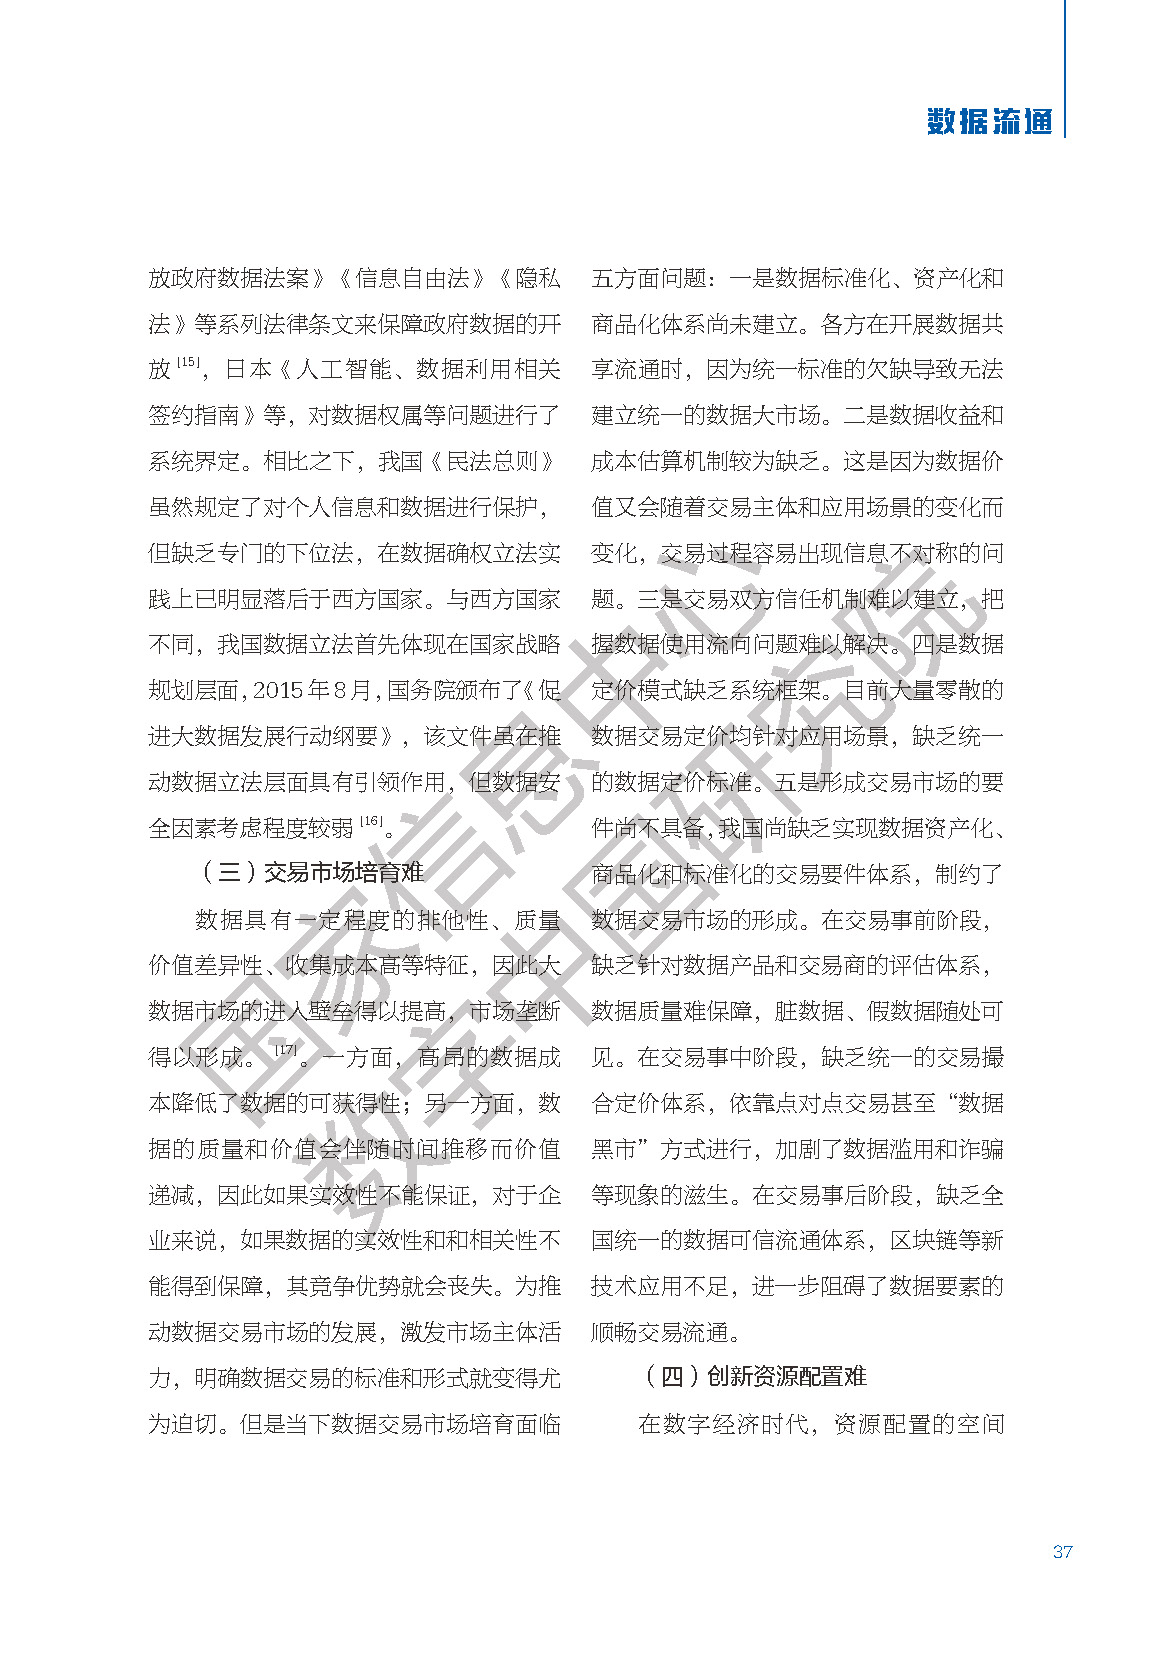 数据流通
放政府数据法案》《信息自由法》《隐私
法》等系列法律条文来保障政府数据的开
放 [15]，日本《人工智能、数据利用相关
签约指南》等，对数据权属等问题进行了
系统界定。相比之下，我国《民法总则》
虽然规定了对个人信息和数据进行保护，
但缺乏专门的下位法，在数据确权立法实
践上已明显落后于西方国家。与西方国家
不同，我国数据立法首先体现在国家战略
规划层面，2015 年 8 月，国务院颁布了《促
进大数据发展行动纲要》，该文件虽在推
动数据立法层面具有引领作用，但数据安
全因素考虑程度较弱 [16]。
（三）交易市场培育难
数据具有一定程度的排他性、质量
价值差异性、收集成本高等特征，因此大
数据市场的进入壁垒得以提高，市场垄断
得以形成。 [17]。一方面，高昂的数据成
本降低了数据的可获得性；另一方面，数
据的质量和价值会伴随时间推移而价值
递减，因此如果实效性不能保证，对于企
业来说，如果数据的实效性和和相关性不
能得到保障，其竞争优势就会丧失。为推
动数据交易市场的发展，激发市场主体活
力，明确数据交易的标准和形式就变得尤
为迫切。但是当下数据交易市场培育面临
五方面问题：一是数据标准化、资产化和
商品化体系尚未建立。各方在开展数据共
享流通时，因为统一标准的欠缺导致无法
建立统一的数据大市场。二是数据收益和
成本估算机制较为缺乏。这是因为数据价
值又会随着交易主体和应用场景的变化而
变化，交易过程容易出现信息不对称的问
题。三是交易双方信任机制难以建立，把
握数据使用流向问题难以解决。四是数据
定价模式缺乏系统框架。目前大量零散的
数据交易定价均针对应用场景，缺乏统一
的数据定价标准。五是形成交易市场的要
件尚不具备，我国尚缺乏实现数据资产化、
商品化和标准化的交易要件体系，制约了
数据交易市场的形成。在交易事前阶段，
缺乏针对数据产品和交易商的评估体系，
数据质量难保障，脏数据、假数据随处可
见。在交易事中阶段，缺乏统一的交易撮
合定价体系，依靠点对点交易甚至“数据
黑市”方式进行，加剧了数据滥用和诈骗
等现象的滋生。在交易事后阶段，缺乏全
国统一的数据可信流通体系，区块链等新
技术应用不足，进一步阻碍了数据要素的
顺畅交易流通。
（四）创新资源配置难
在数字经济时代，资源配置的空间
国家信息中心
数字中国研究院
37